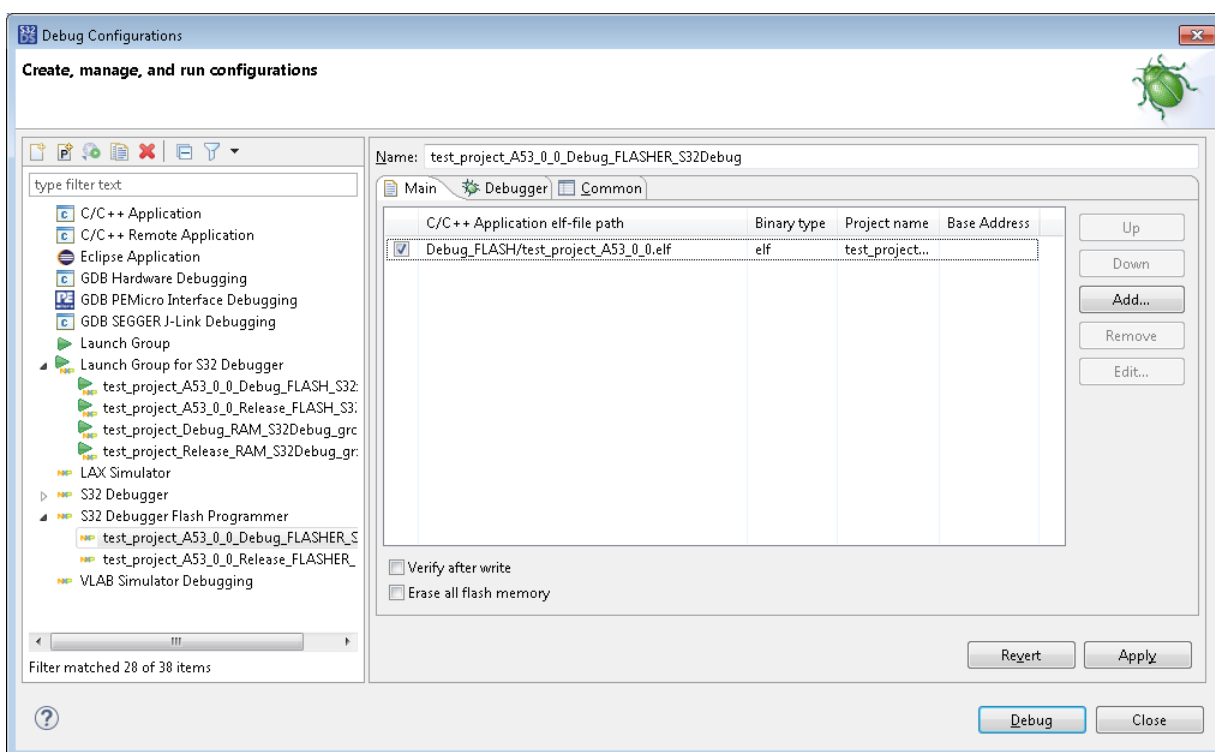 S32 DS Debug Configurations
Create, manage, and run configurations
type filter text
C/C++ Application
C/C++ Remote Application
Eclipse Application
GDB Hardware Debugging
GDB PEMicro Interface Debugging
GDB SEGGER J-Link Debugging
Launch Group
Launch Group for S32 Debugger
test_project_A53_0_0_Debug_FLASH_S32:
test_project_A53_0_0_Release_FLASH_S3:
test_project_Debug_RAM_S32Debug_grc
test_project_Release_RAM_S32Debug_gr:
LAX Simulator
S32 Debugger
S32 Debugger Flash Programmer
test_project_A53_0_0_Debug_FLASHER_S
test_project_A53_0_0_Release_FLASHER_
VLAB Simulator Debugging
Filter matched 28 of 38 items
Name: test_project_A53_0_0_Debug_FLASHER_S32Debug
Main Debugger Common
C/C++ Application elf-file path Binary type Project name Base Address
Debug_FLASH/test_project_A53_0_0.elf elf test_project...
Up
Down
Add...
Remove
Edit...
Verify after write
Erase all flash memory
Revert Apply
? Debug Close